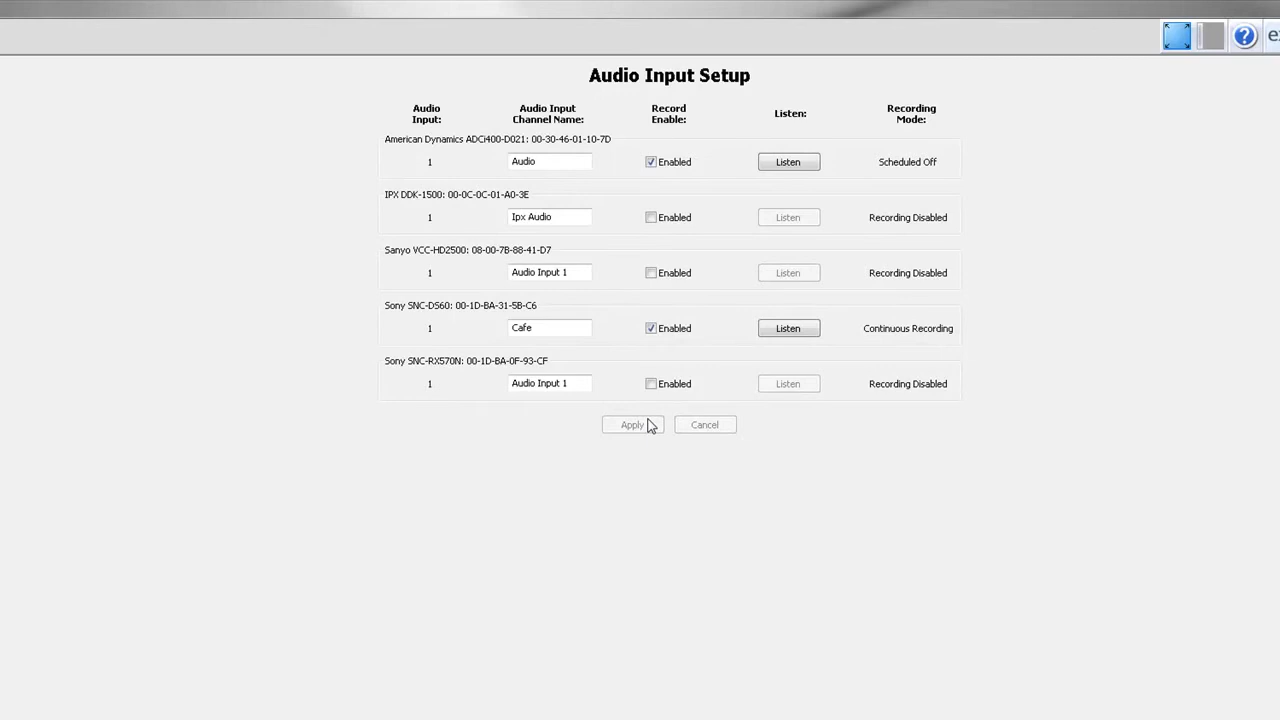 Audio Input Setup
Audio Input: Audio Input Channel Name: Record Enable: Listen: Recording Mode:
American Dynamics ADCi400-D021: 00-30-46-01-10-7D
1 Audio Enabled Listen Scheduled Off
IPX DDK-1500: 00-0C-0C-01-A0-3E
1 Ipx Audio Enabled Listen Recording Disabled
Sanyo VCC-HD2500: 08-00-7B-88-41-D7
1 Audio Input 1 Enabled Listen Recording Disabled
Sony SNC-DS60: 00-1D-BA-31-5B-C6
1 Cafe Enabled Listen Continuous Recording
Sony SNC-RX570N: 00-1D-BA-0F-93-CF
1 Audio Input 1 Enabled Listen Recording Disabled
Apply Cancel